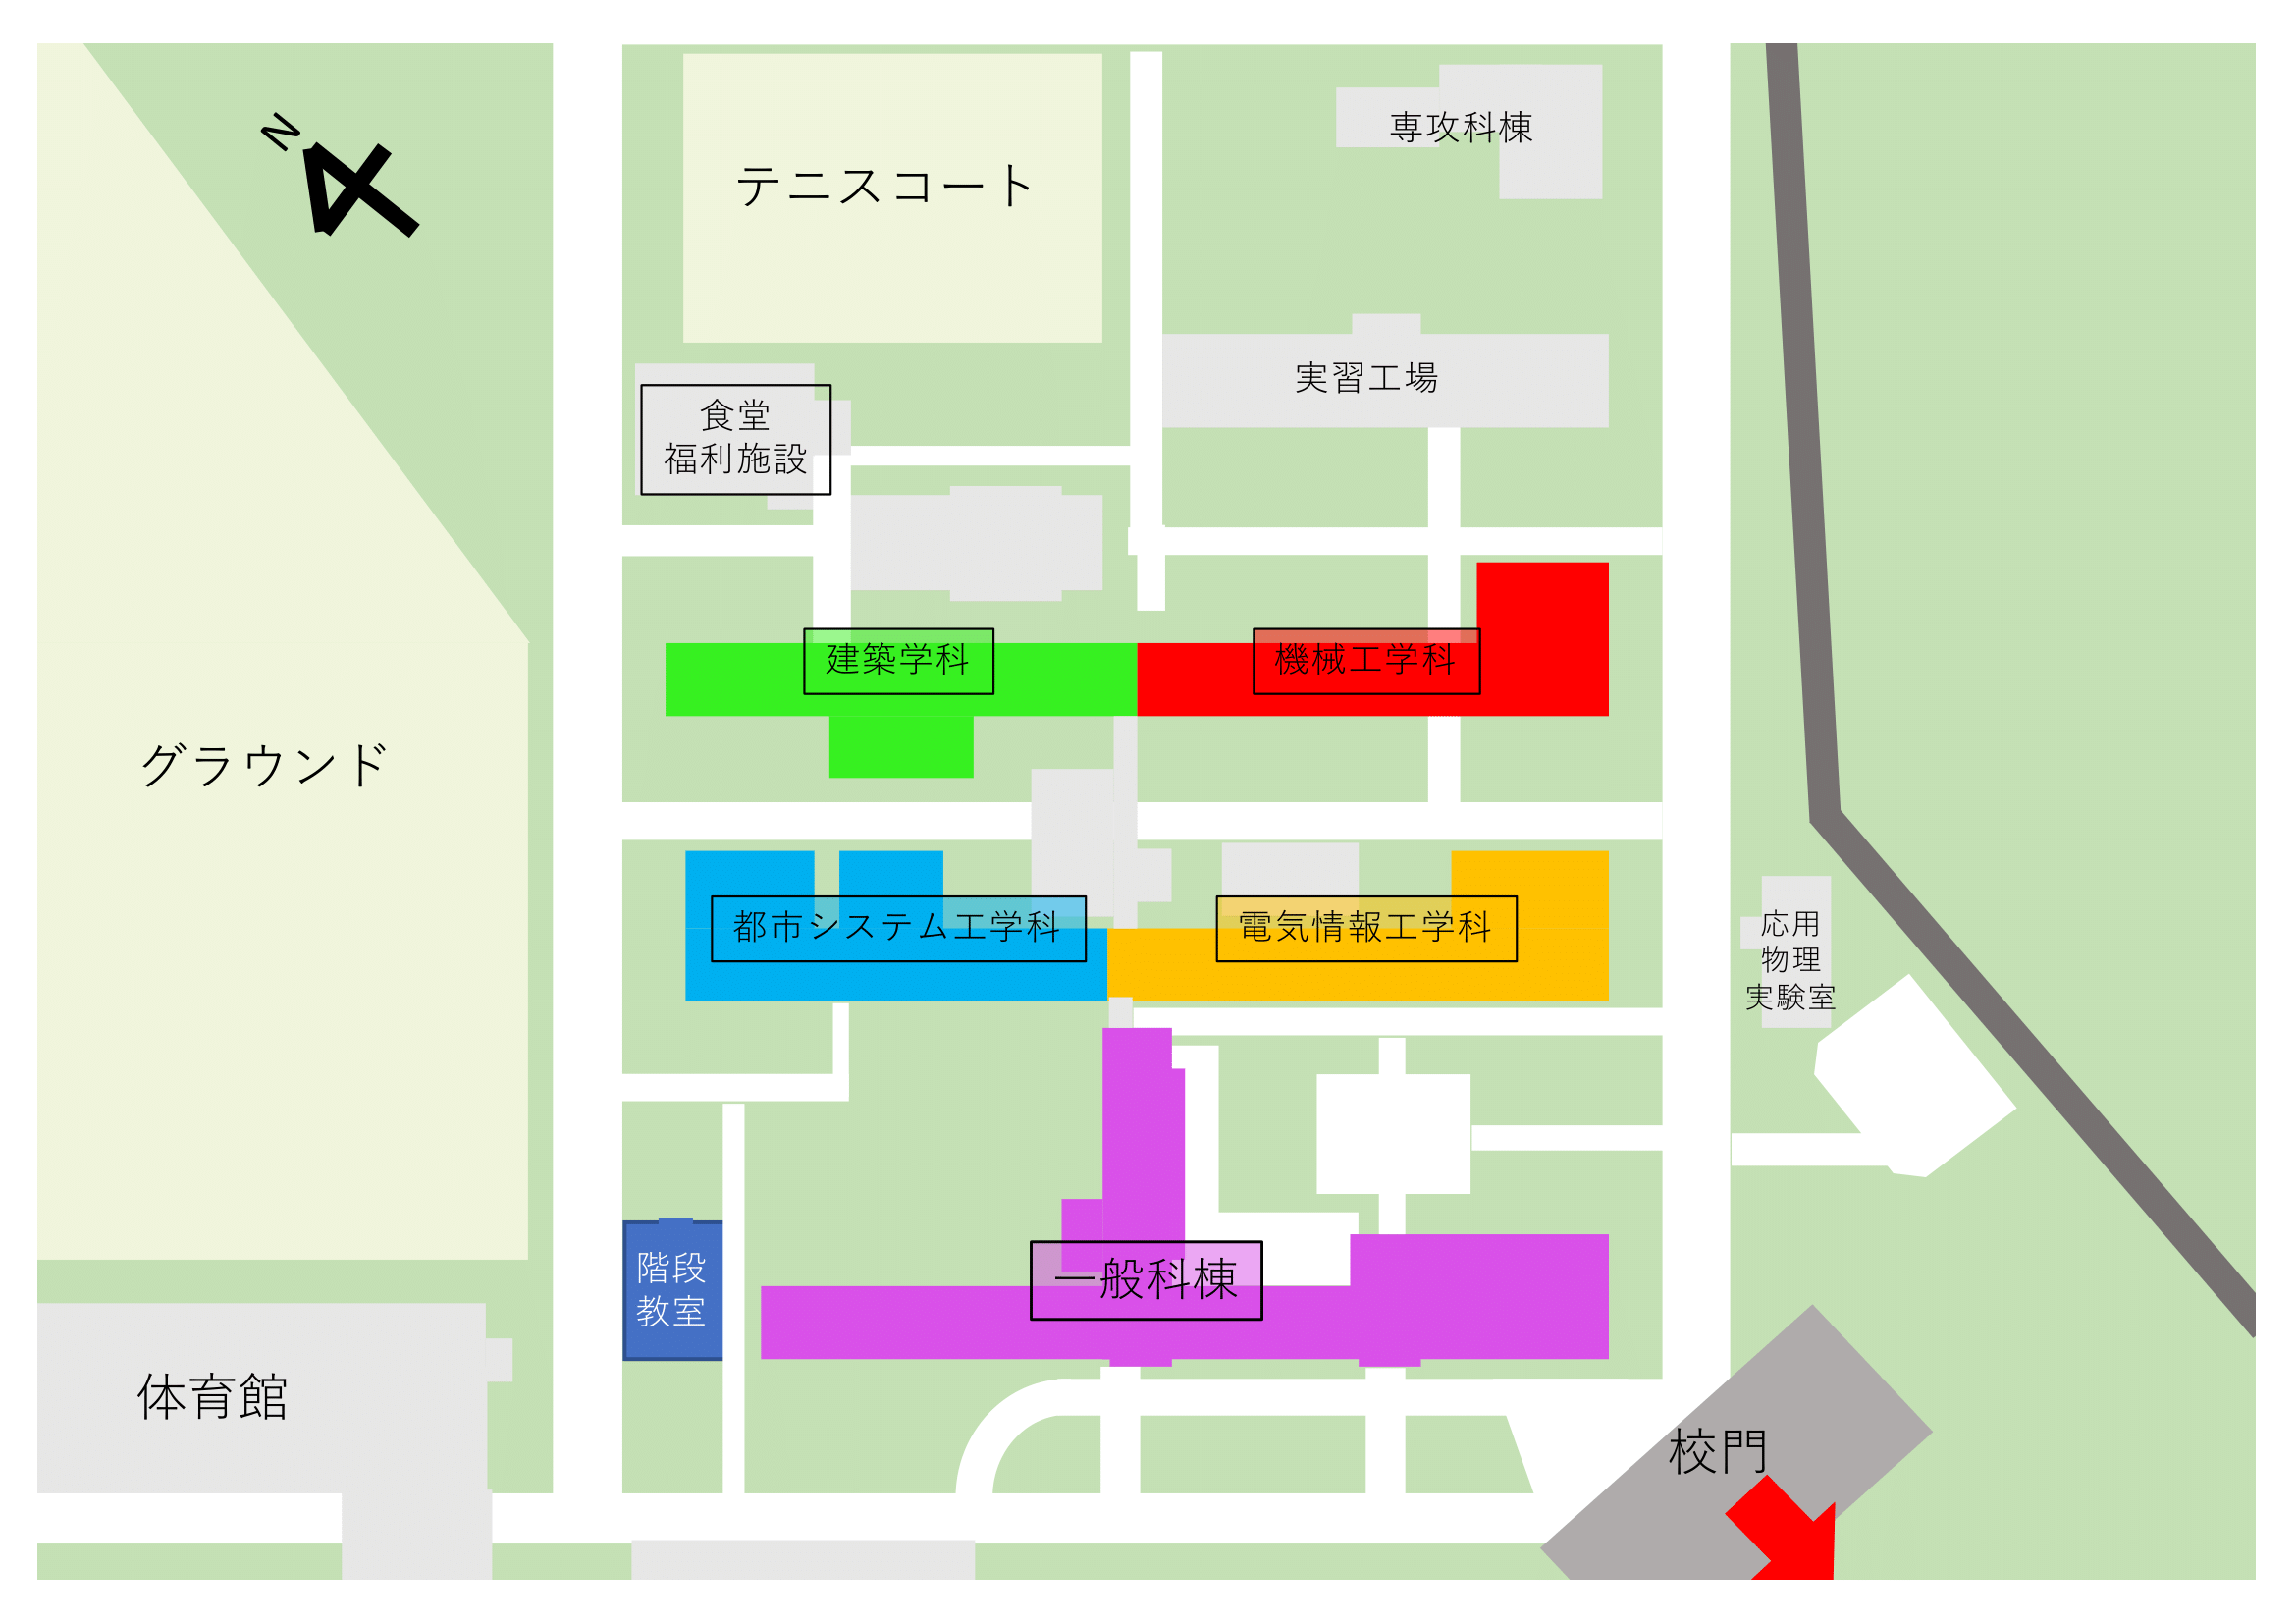 N
テニスコート
専攻科棟
実習工場
食堂
福利施設
建築学科
機械工学科
グラウンド
都市システム工学科
電気情報工学科
応用
物理
実験室
階段
教室
一般科棟
体育館
校門